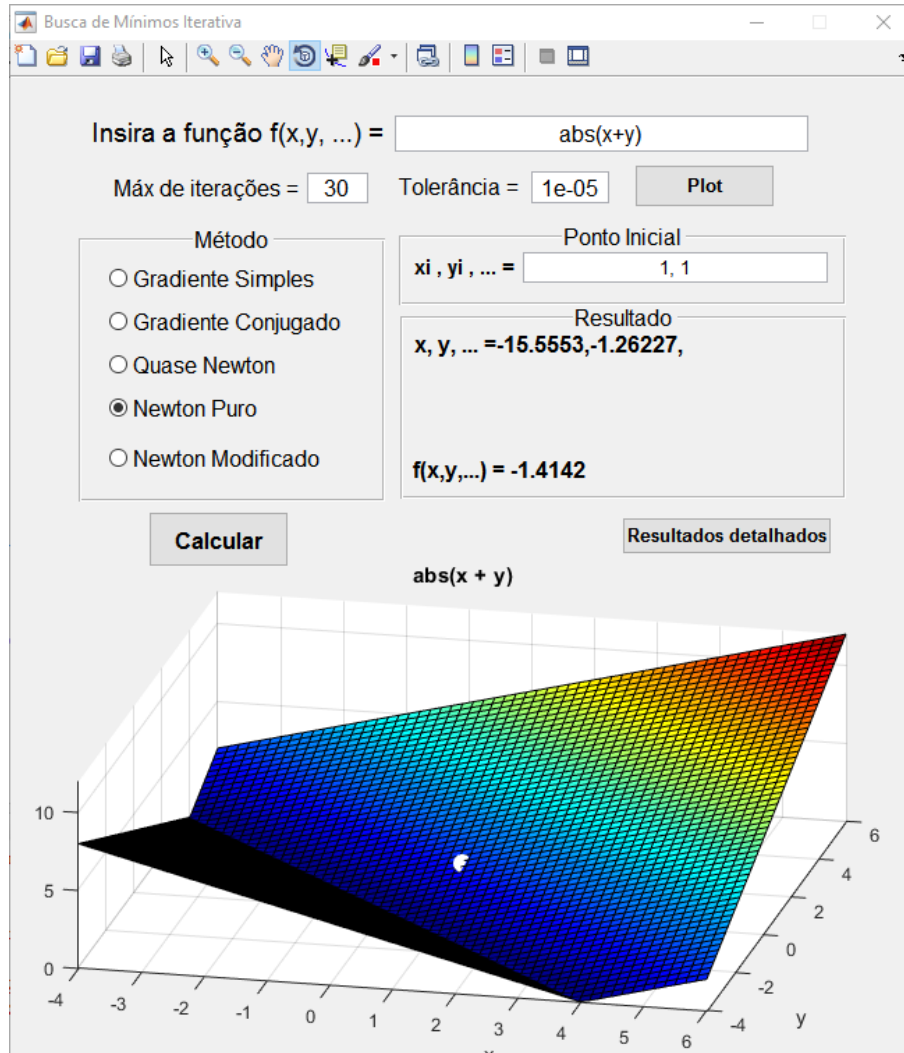 Busca de Mínimos Iterativa
Insira a função f(x,y, ...) = abs(x+y)
Máx de iterações = 30 Tolerância = 1e-05 Plot
Método
Gradiente Simples
Gradiente Conjugado
Quase Newton
Newton Puro
Newton Modificado
Ponto Inicial
xi , yi , ... = 1, 1
Resultado
x, y, ... =-15.5553,-1.26227,
f(x,y,...) = -1.4142
Calcular
Resultados detalhados
abs(x + y)
10
5
0
-4 -3 -2 -1 0 1 2 3 4 5 6
-4 -2 0 2 4 6
y